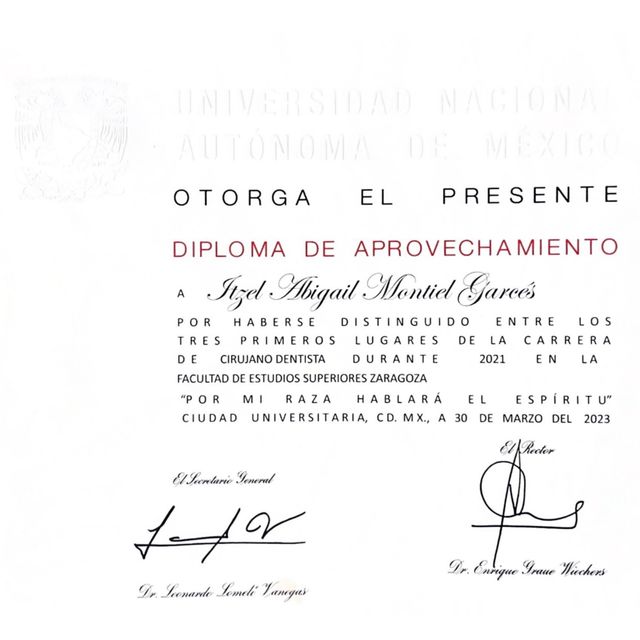 UNIVERSIDAD NACIONAL
AUTÓNOMA DE MÉXICO
OTORGA EL PRESENTE
DIPLOMA DE APROVECHAMIENTO
A Itzel Abigail Montiel Garcés
POR HABERSE DISTINGUIDO ENTRE LOS
TRES PRIMEROS LUGARES DE LA CARRERA
DE CIRUJANO DENTISTA DURANTE 2021 EN LA
FACULTAD DE ESTUDIOS SUPERIORES ZARAGOZA
“POR MI RAZA HABLARÁ EL ESPÍRITU”
CIUDAD UNIVERSITARIA, CD. MX., A 30 DE MARZO DEL 2023
El Rector
El Secretario General
Dr. Enrique Graue Wiechers
Dr. Leonardo Lomelí Vanegas